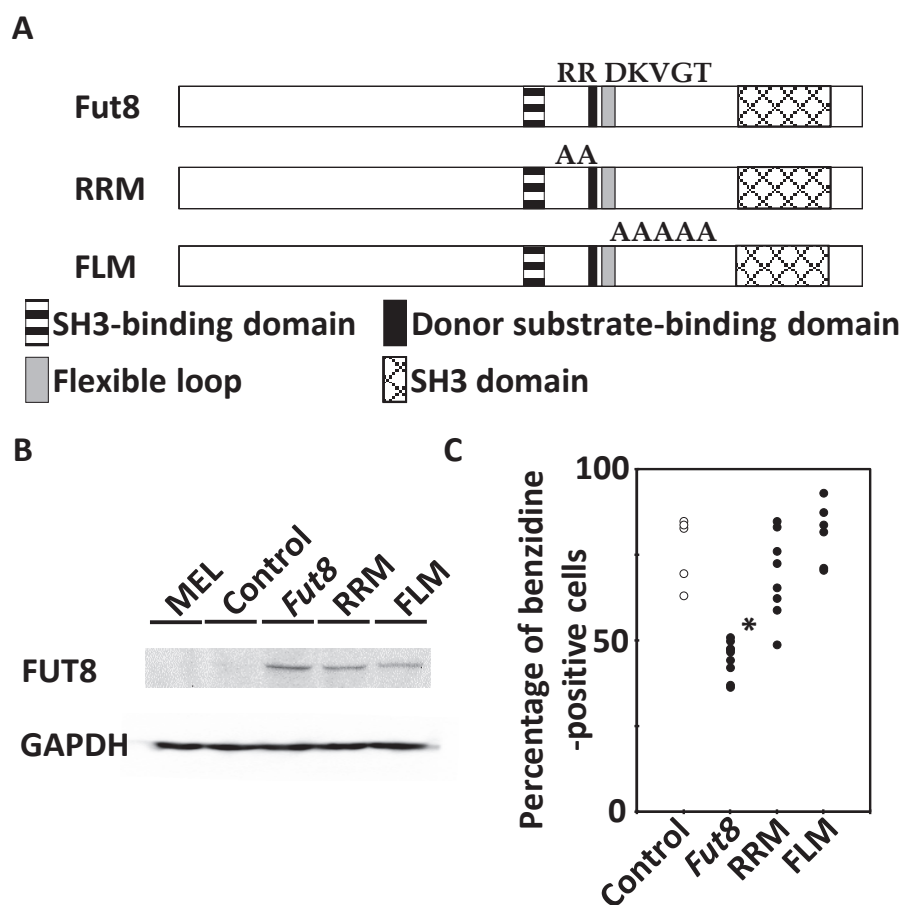 A
RR DKVGT
Fut8
AA
RRM
AAAAA
FLM
SH3-binding domain
Donor substrate-binding domain
Flexible loop
SH3 domain
B
MEL
Control
Fut8
RRM
FLM
FUT8
GAPDH
C
Percentage of benzidine
-positive cells
100
50
0
*
Control
Fut8
RRM
FLM